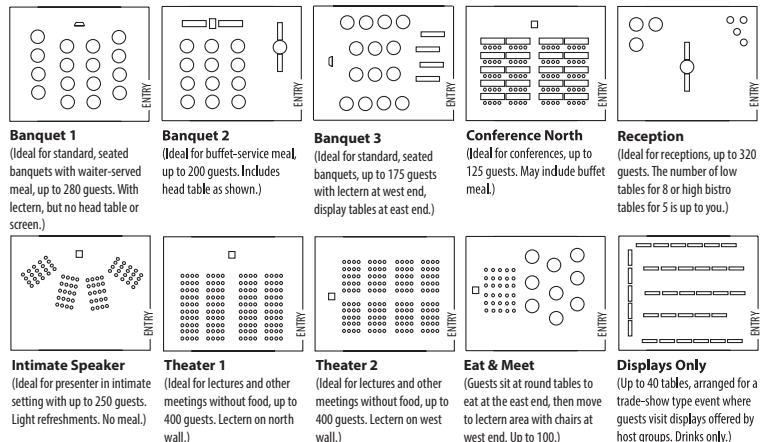 ENTRY
ENTRY
ENTRY
ENTRY
ENTRY
Banquet 1
(Ideal for standard, seated
banquets with waiter-served
meal, up to 280 guests. With
lectern, but no head table or
screen.)
Banquet 2
(Ideal for buffet-service meal,
up to 200 guests. Includes
head table as shown.)
Banquet 3
(Ideal for standard, seated
banquets, up to 175 guests
with lectern at west end,
display tables at east end.)
Conference North
(Ideal for conferences, up to
125 guests. May include buffet
meal.)
Reception
(Ideal for receptions, up to 320
guests. The number of low
tables for 8 or high bistro
tables for 5 is up to you.)
ENTRY
ENTRY
ENTRY
ENTRY
ENTRY
Intimate Speaker
(Ideal for presenter in intimate
setting with up to 250 guests.
Light refreshments. No meal.)
Theater 1
(Ideal for lectures and other
meetings without food, up to
400 guests. Lectern on north
wall.)
Theater 2
(Ideal for lectures and other
meetings without food, up to
400 guests. Lectern on west
wall.)
Eat & Meet
(Guests sit at round tables to
eat at the east end, then move
to lectern area with chairs at
west end. Up to 100.)
Displays Only
(Up to 40 tables, arranged for a
trade-show type event where
guests visit displays offered by
host groups. Drinks only.)